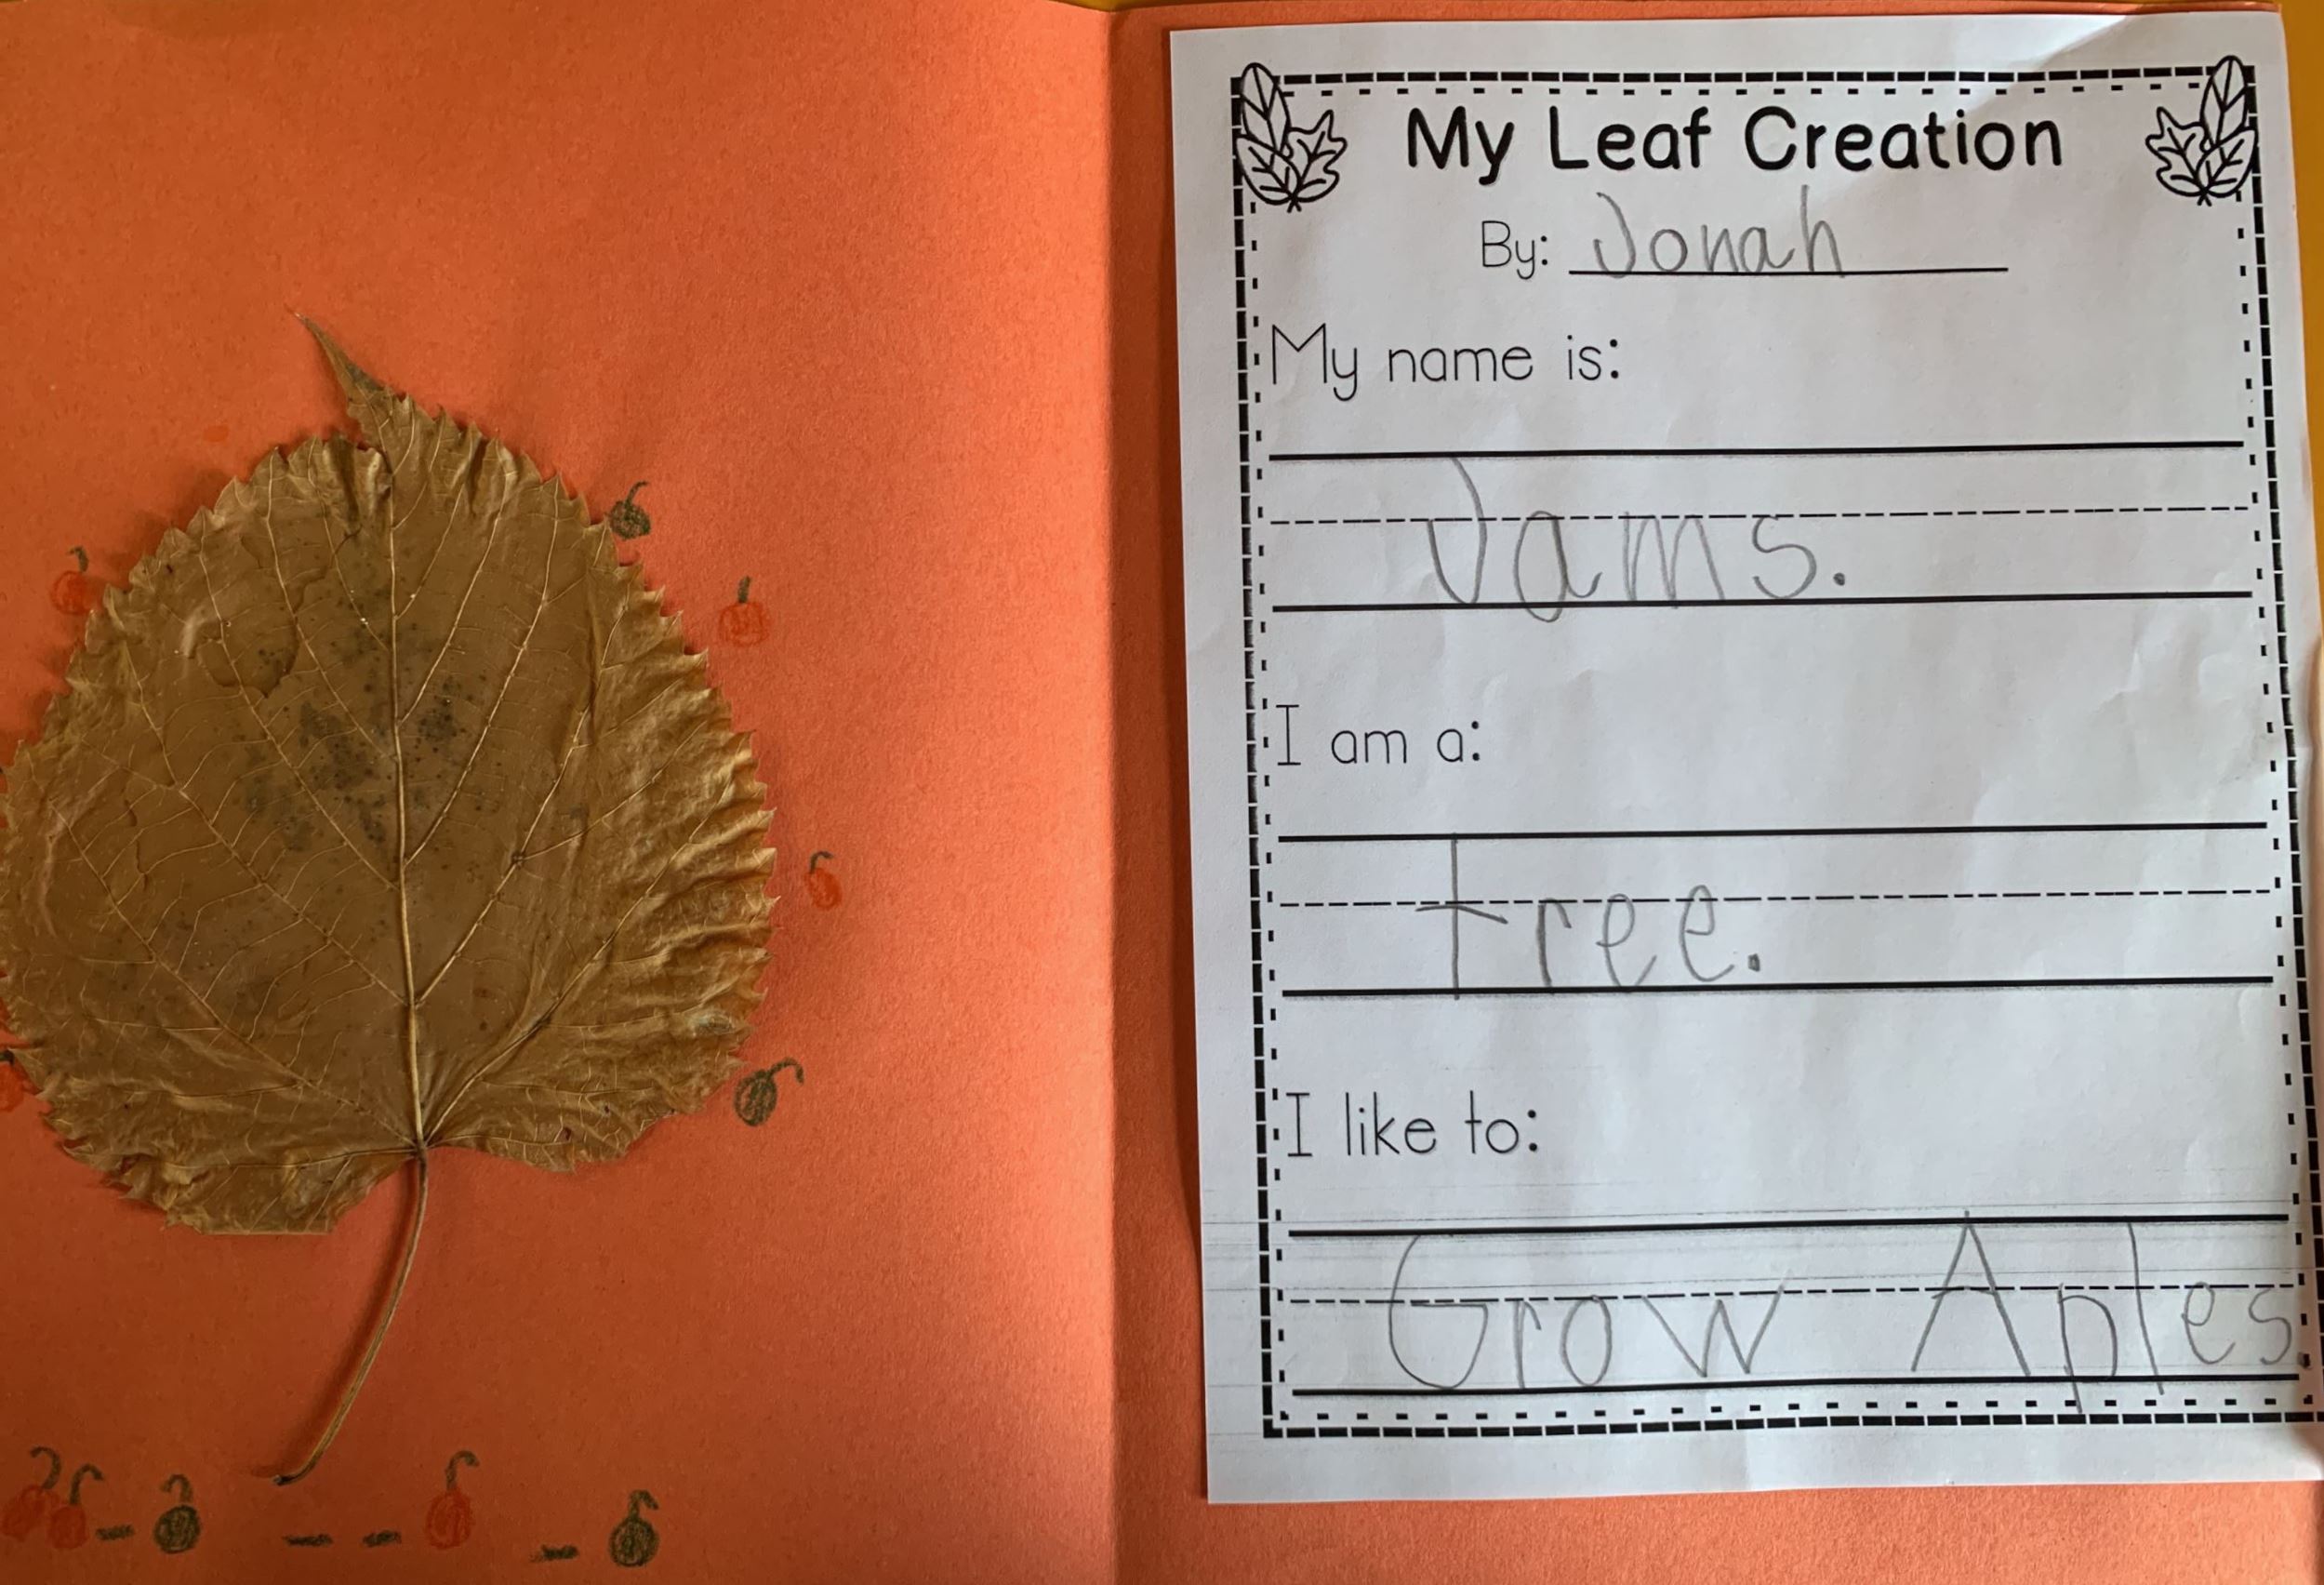 My Leaf Creation
By: Jonah
My name is:
Jams.
I am a:
tree.
I like to:
Grow Aples.